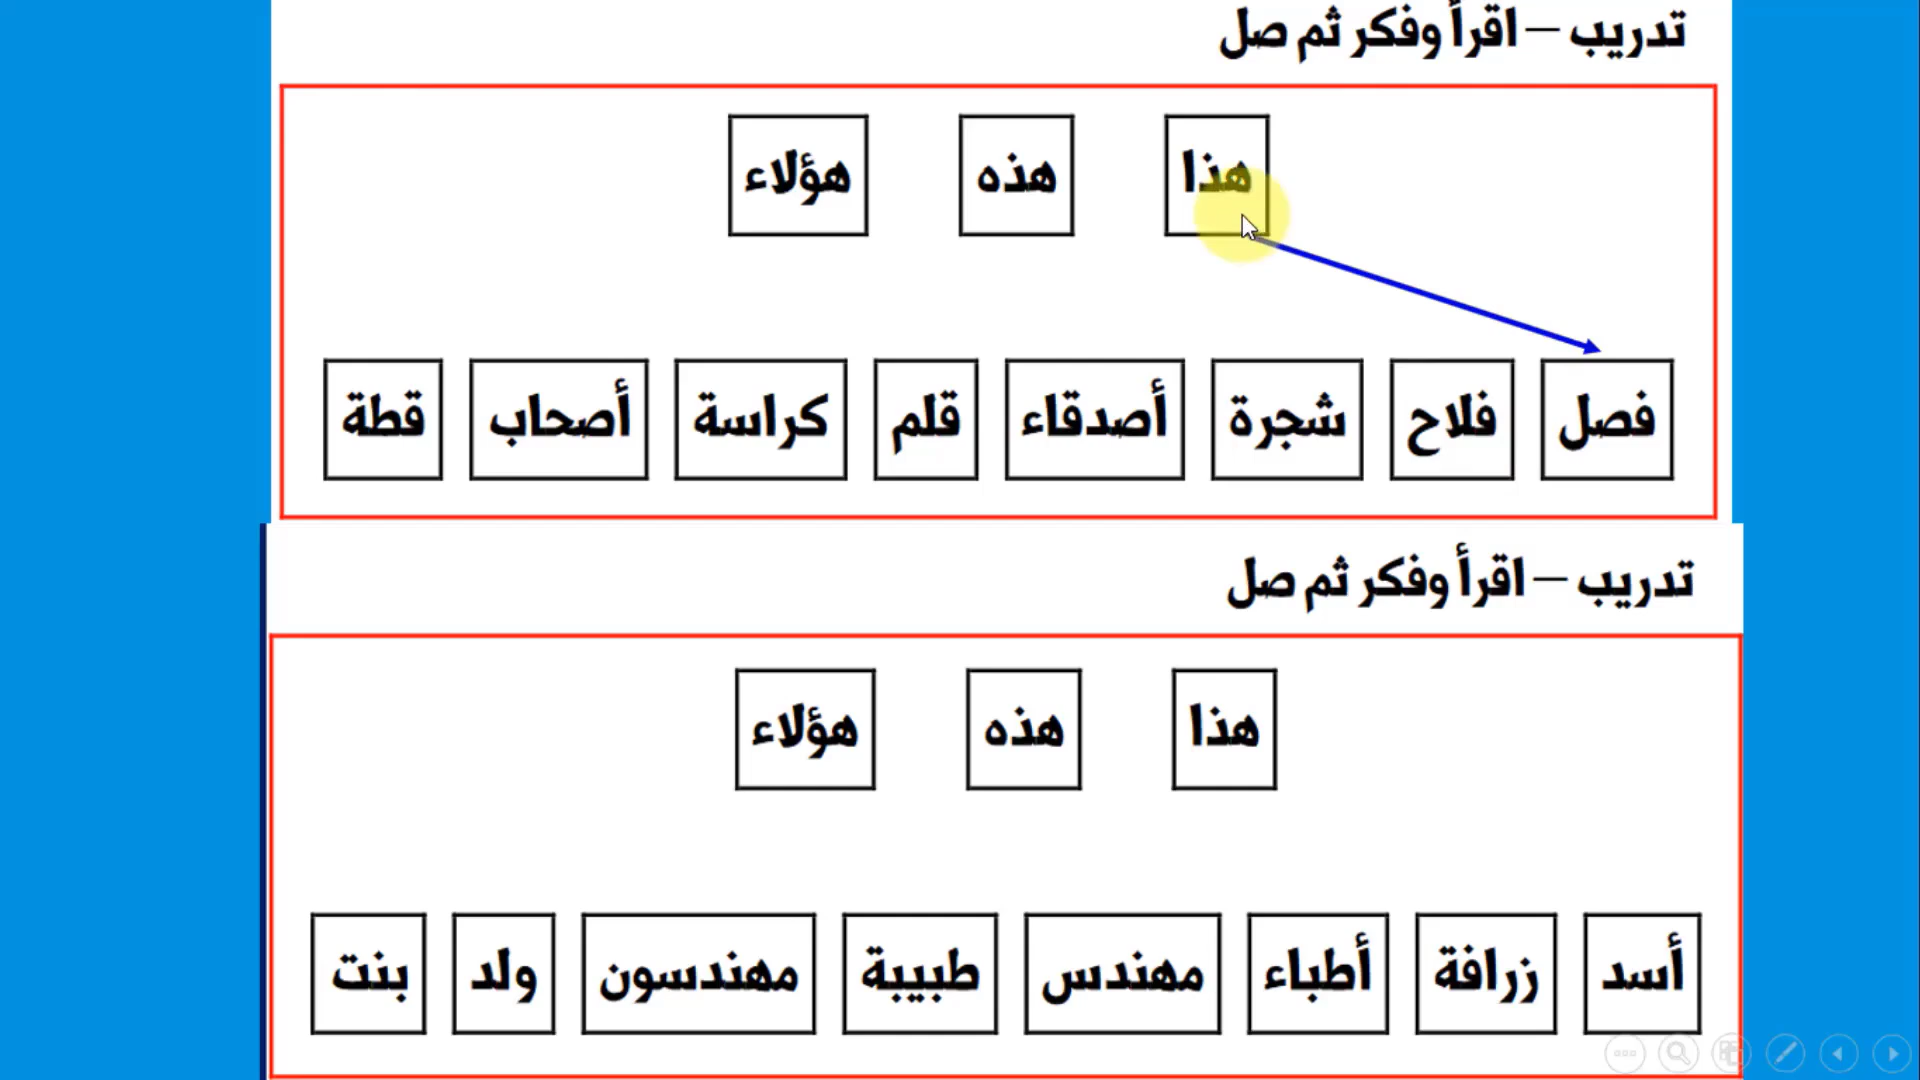 تدريب – اقرأ وفكر ثم صل
هذا هذه هؤلاء
فصل فلاح شجرة أصدقاء قلم كراسة أصحاب قطة
تدريب – اقرأ وفكر ثم صل
هذا هذه هؤلاء
أسد زرافة أطباء مهندس طبيبة مهندسون ولد بنت